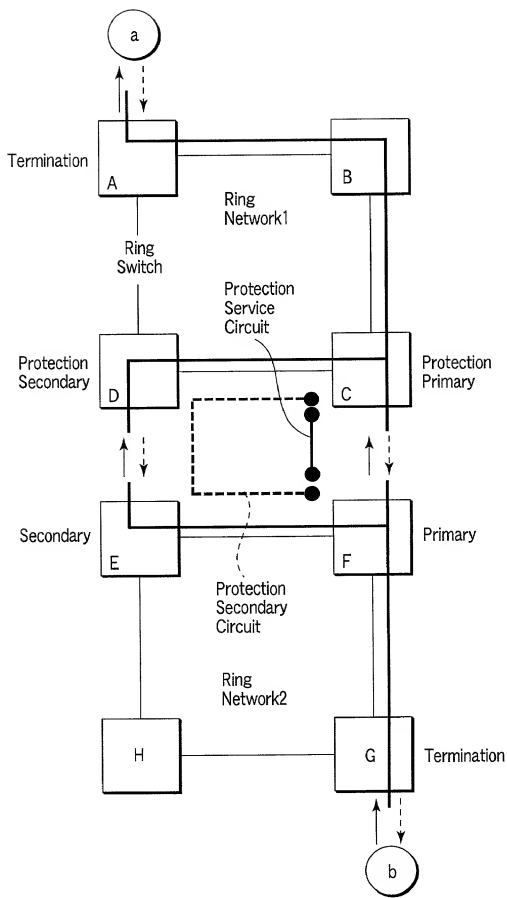 a
Termination
A
B
Ring
Network1
Ring
Switch
Protection
Service
Circuit
Protection
Secondary
D
C
Protection
Primary
Secondary
E
F
Primary
Protection
Secondary
Circuit
Ring
Network2
H
G
Termination
b